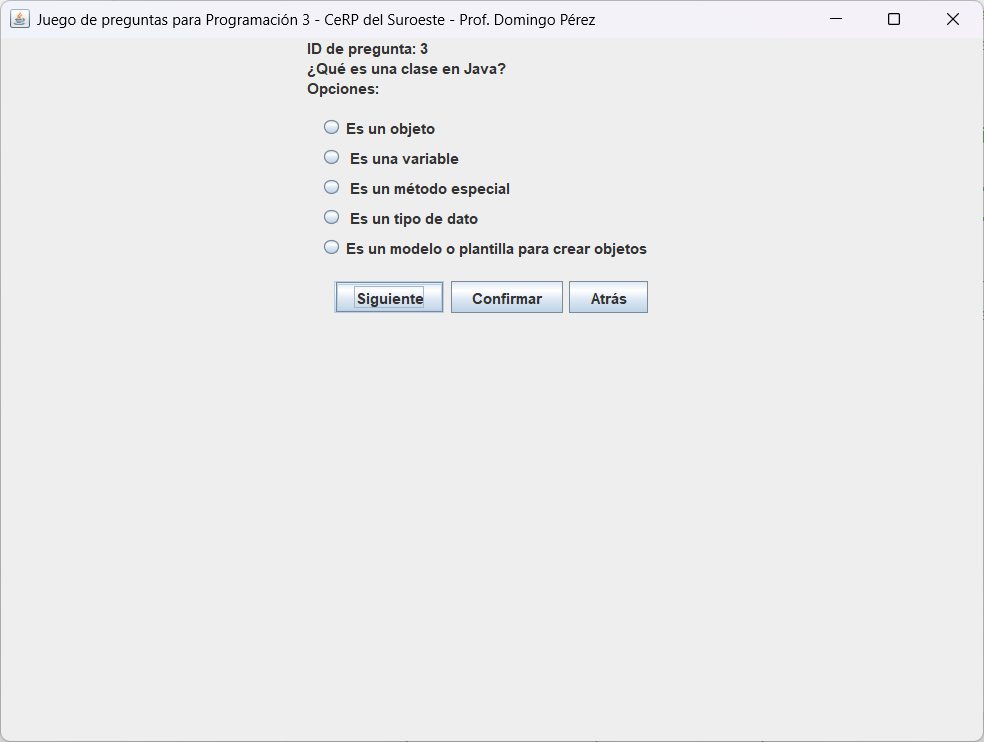 Juego de preguntas para Programación 3 - CeRP del Suroeste - Prof. Domingo Pérez
ID de pregunta: 3
¿Qué es una clase en Java?
Opciones:
Es un objeto
Es una variable
Es un método especial
Es un tipo de dato
Es un modelo o plantilla para crear objetos
Siguiente Confirmar Atrás